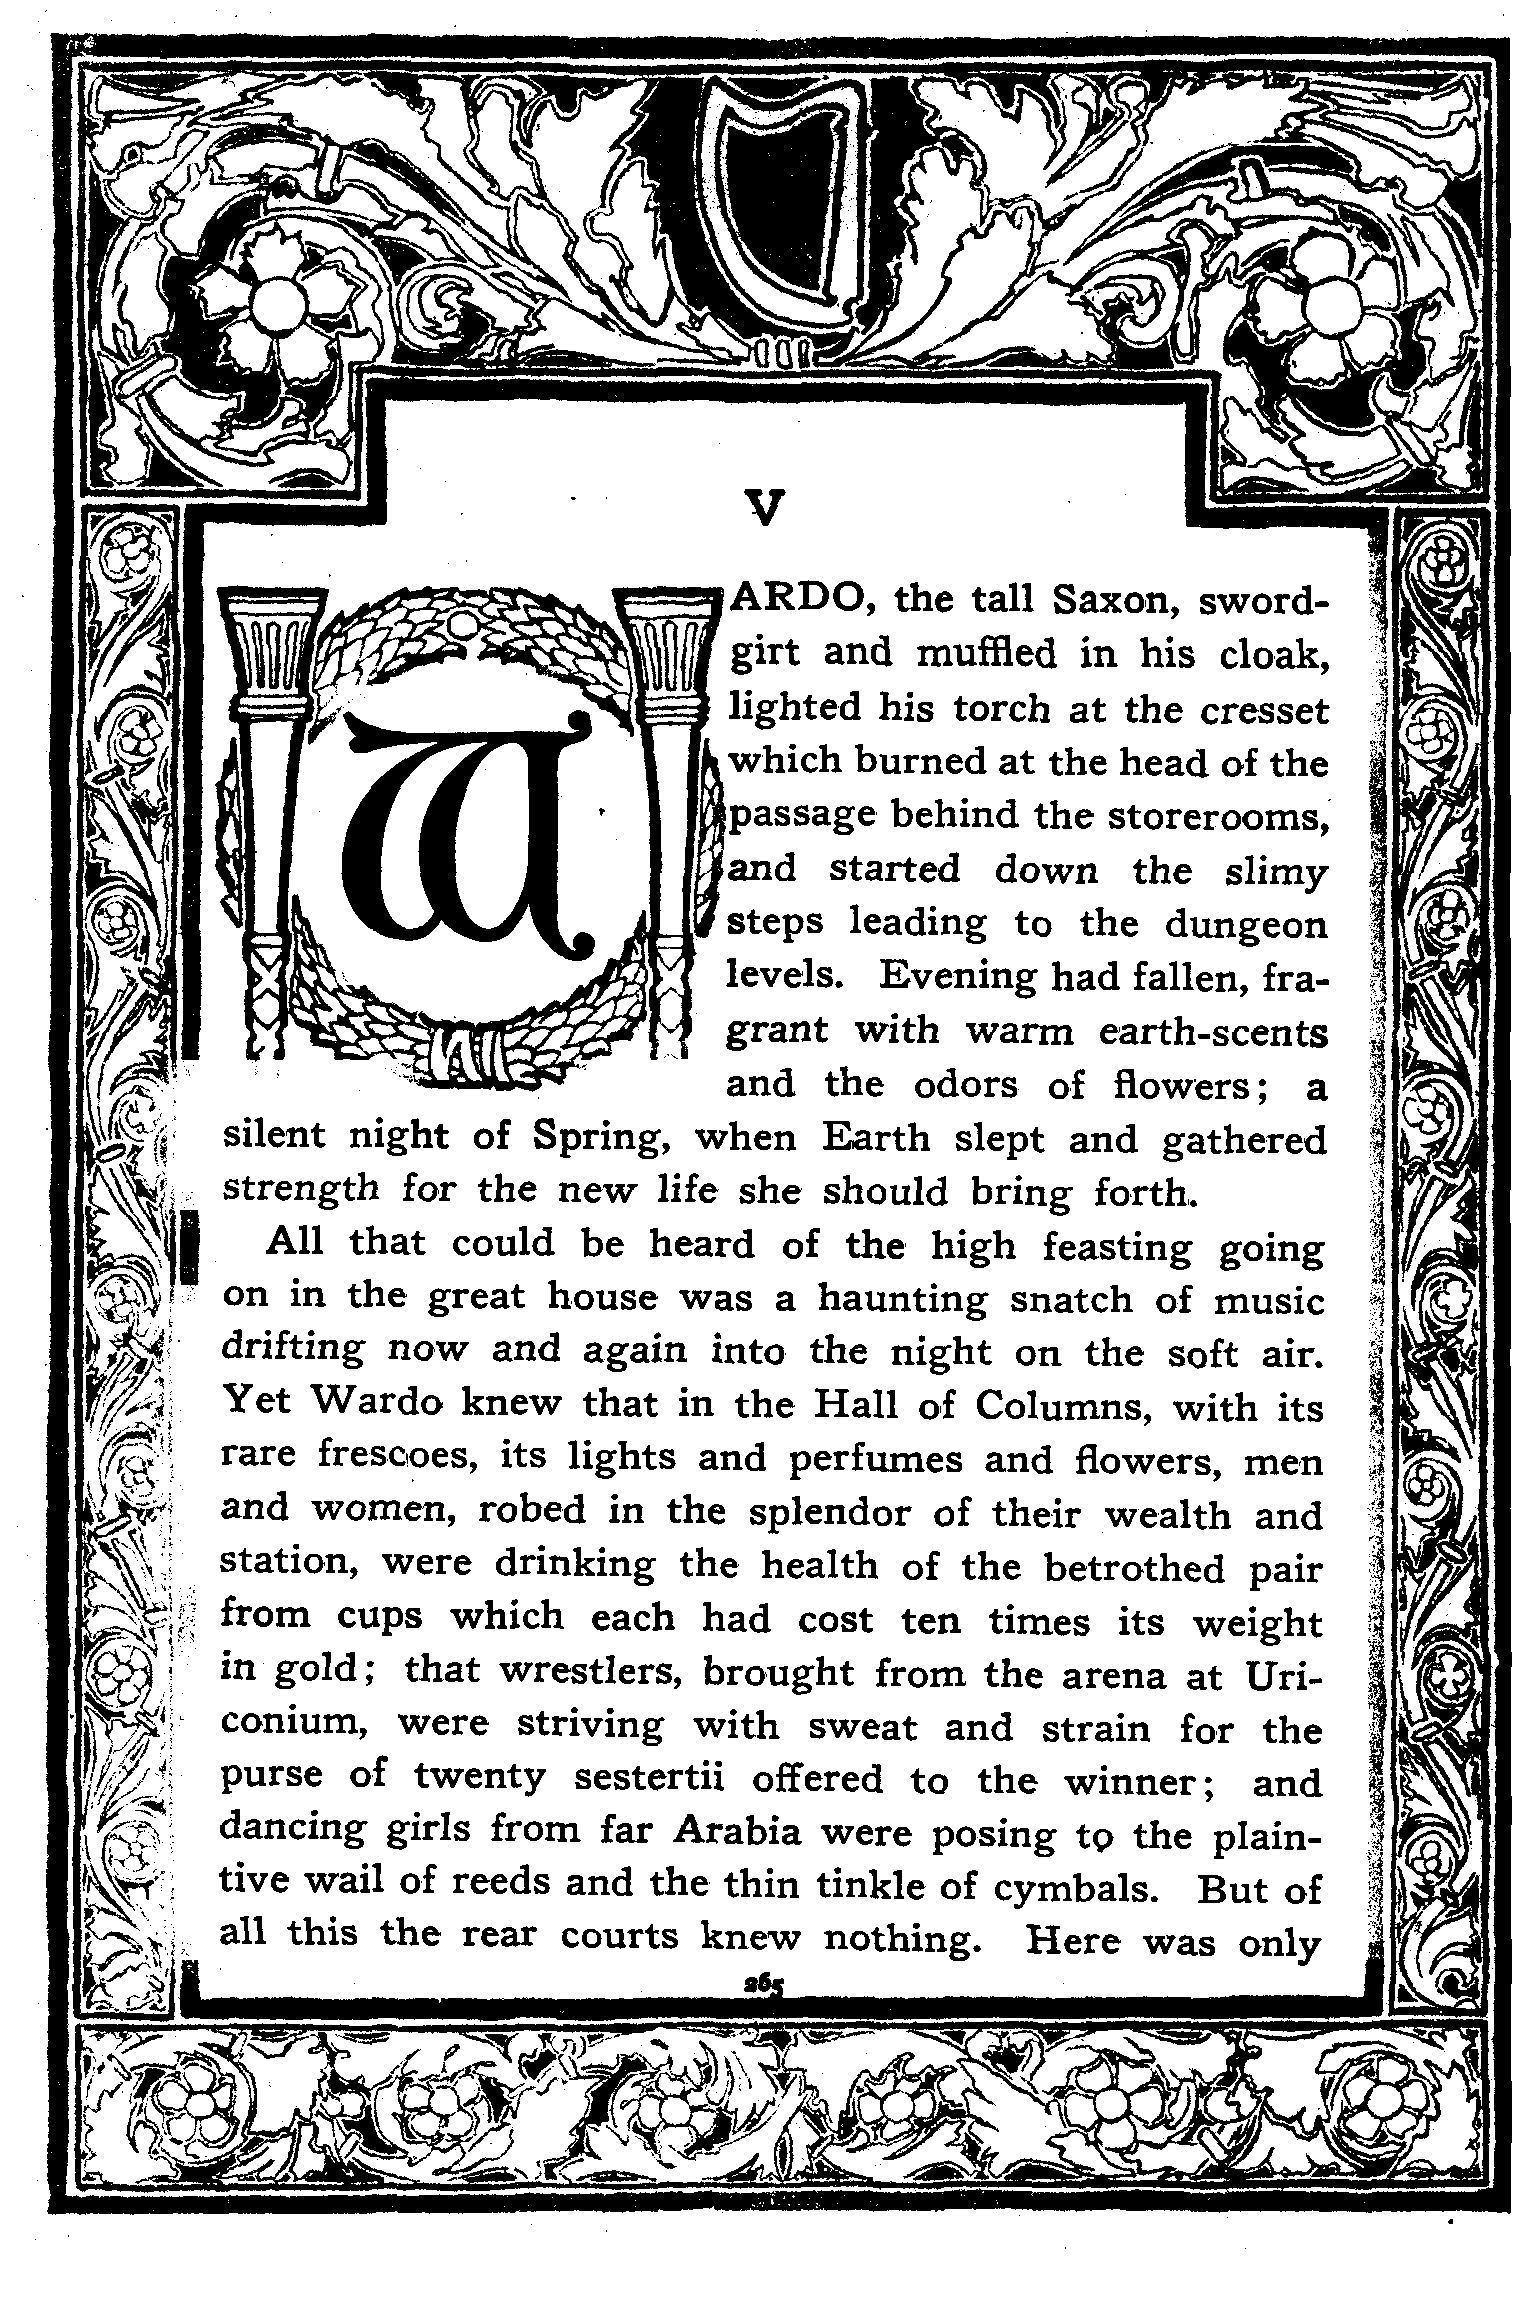 V
WARDO, the tall Saxon, sword-
girt and muffled in his cloak,
lighted his torch at the cresset
which burned at the head of the
passage behind the storerooms,
and started down the slimy
steps leading to the dungeon
levels. Evening had fallen, fra-
grant with warm earth-scents
and the odors of flowers; a
silent night of Spring, when Earth slept and gathered
strength for the new life she should bring forth.
All that could be heard of the high feasting going
on in the great house was a haunting snatch of music
drifting now and again into the night on the soft air.
Yet Wardo knew that in the Hall of Columns, with its
rare frescoes, its lights and perfumes and flowers, men
and women, robed in the splendor of their wealth and
station, were drinking the health of the betrothed pair
from cups which each had cost ten times its weight
in gold; that wrestlers, brought from the arena at Uri-
conium, were striving with sweat and strain for the
purse of twenty sestertii offered to the winner; and
dancing girls from far Arabia were posing to the plain-
tive wail of reeds and the thin tinkle of cymbals. But of
all this the rear courts knew nothing. Here was only
265